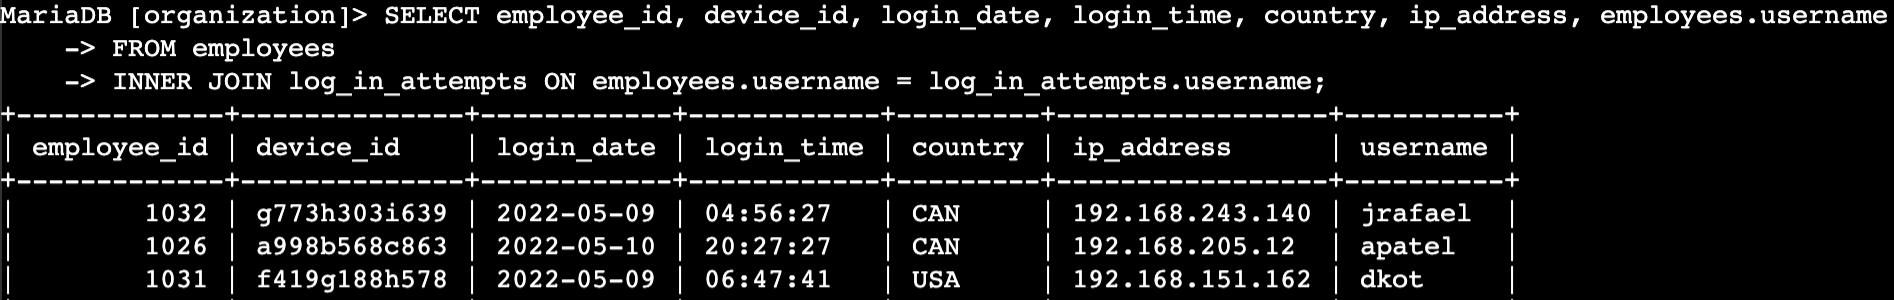 MariaDB [organization]> SELECT employee_id, device_id, login_date, login_time, country, ip_address, employees.username
    -> FROM employees
    -> INNER JOIN log_in_attempts ON employees.username = log_in_attempts.username;
+-------------+--------------+------------+------------+---------+-----------------+----------+
| employee_id | device_id    | login_date | login_time | country | ip_address      | username |
+-------------+--------------+------------+------------+---------+-----------------+----------+
|        1032 | g773h303i639 | 2022-05-09 | 04:56:27   | CAN     | 192.168.243.140 | jrafael  |
|        1026 | a998b568c863 | 2022-05-10 | 20:27:27   | CAN     | 192.168.205.12  | apatel   |
|        1031 | f419g188h578 | 2022-05-09 | 06:47:41   | USA     | 192.168.151.162 | dkot     |